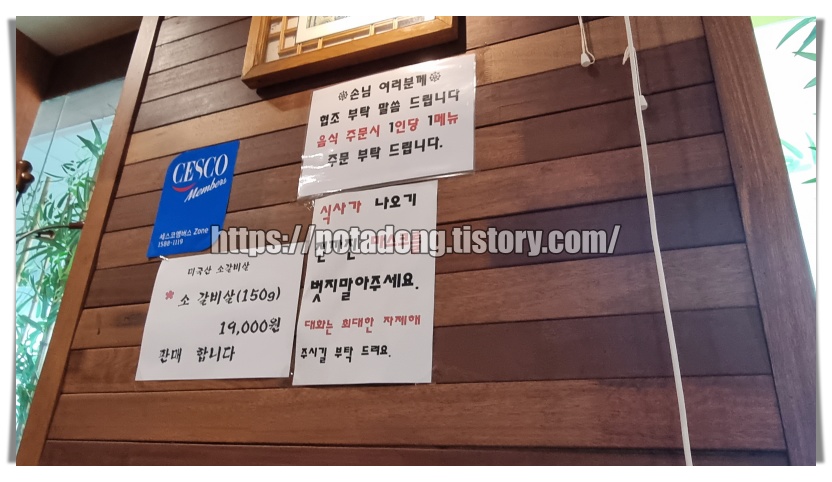 ※손님 여러분께※
협조 부탁 말씀 드립니다
음식 주문시 1인당 1메뉴
주문 부탁 드립니다.
CESCO
Members
세스코멤버스 Zone
1588-1119
식사가 나오기
마스크를
벗지말아주세요.
대화는 최대한 자제해
주시길 부탁 드려요.
미국산 소갈비살
※ 소 갈비살(150g)
19,000원
판매 합니다
https://potadong.tistory.com/